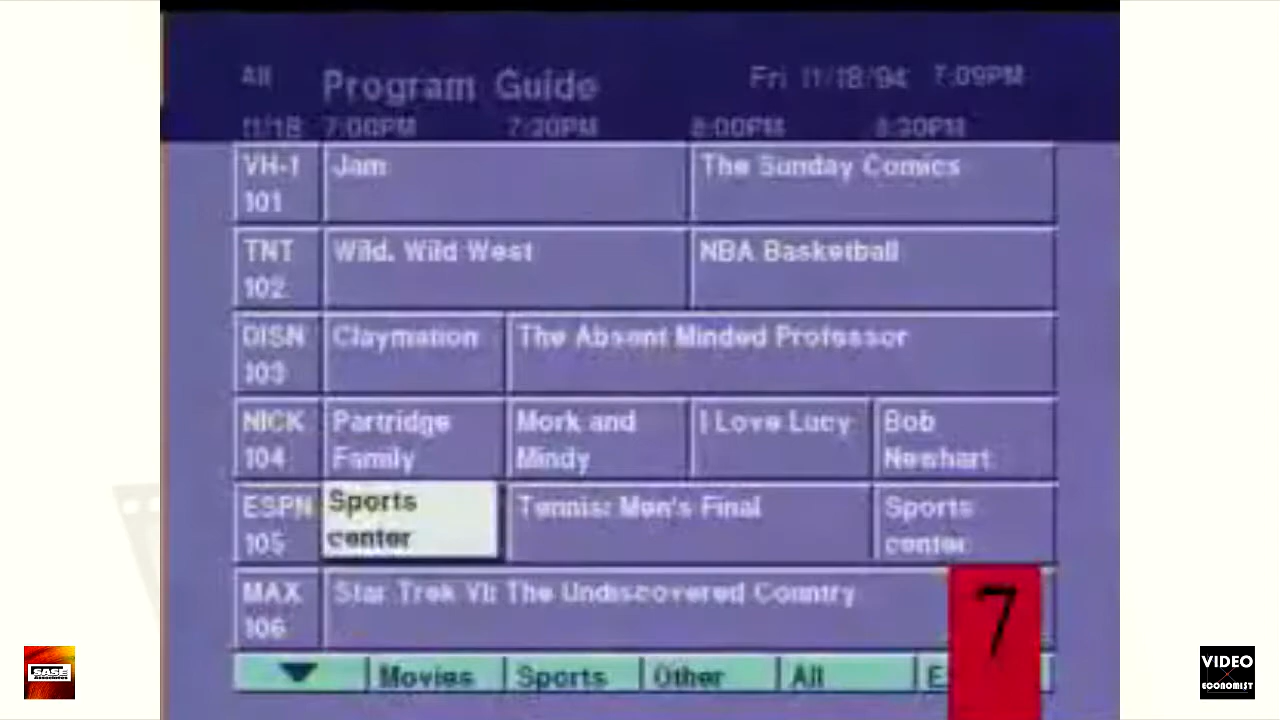 All Program Guide Fri 11/18/94 7:09PM
11/18 7:00PM 7:30PM 8:00PM 8:30PM
VH-1 Jam The Sunday Comics
101
TNT Wild, Wild West NBA Basketball
102
DISN Claymation The Absent Minded Professor
103
NICK Partridge Mork and I Love Lucy Bob
104 Family Mindy Newhart
ESPN Sports Tennis: Men's Final Sports
105 center center
MAX Star Trek VI: The Undiscovered Country
106
Movies Sports Other All E
7
SASE
VIDEO
ECONOMIST